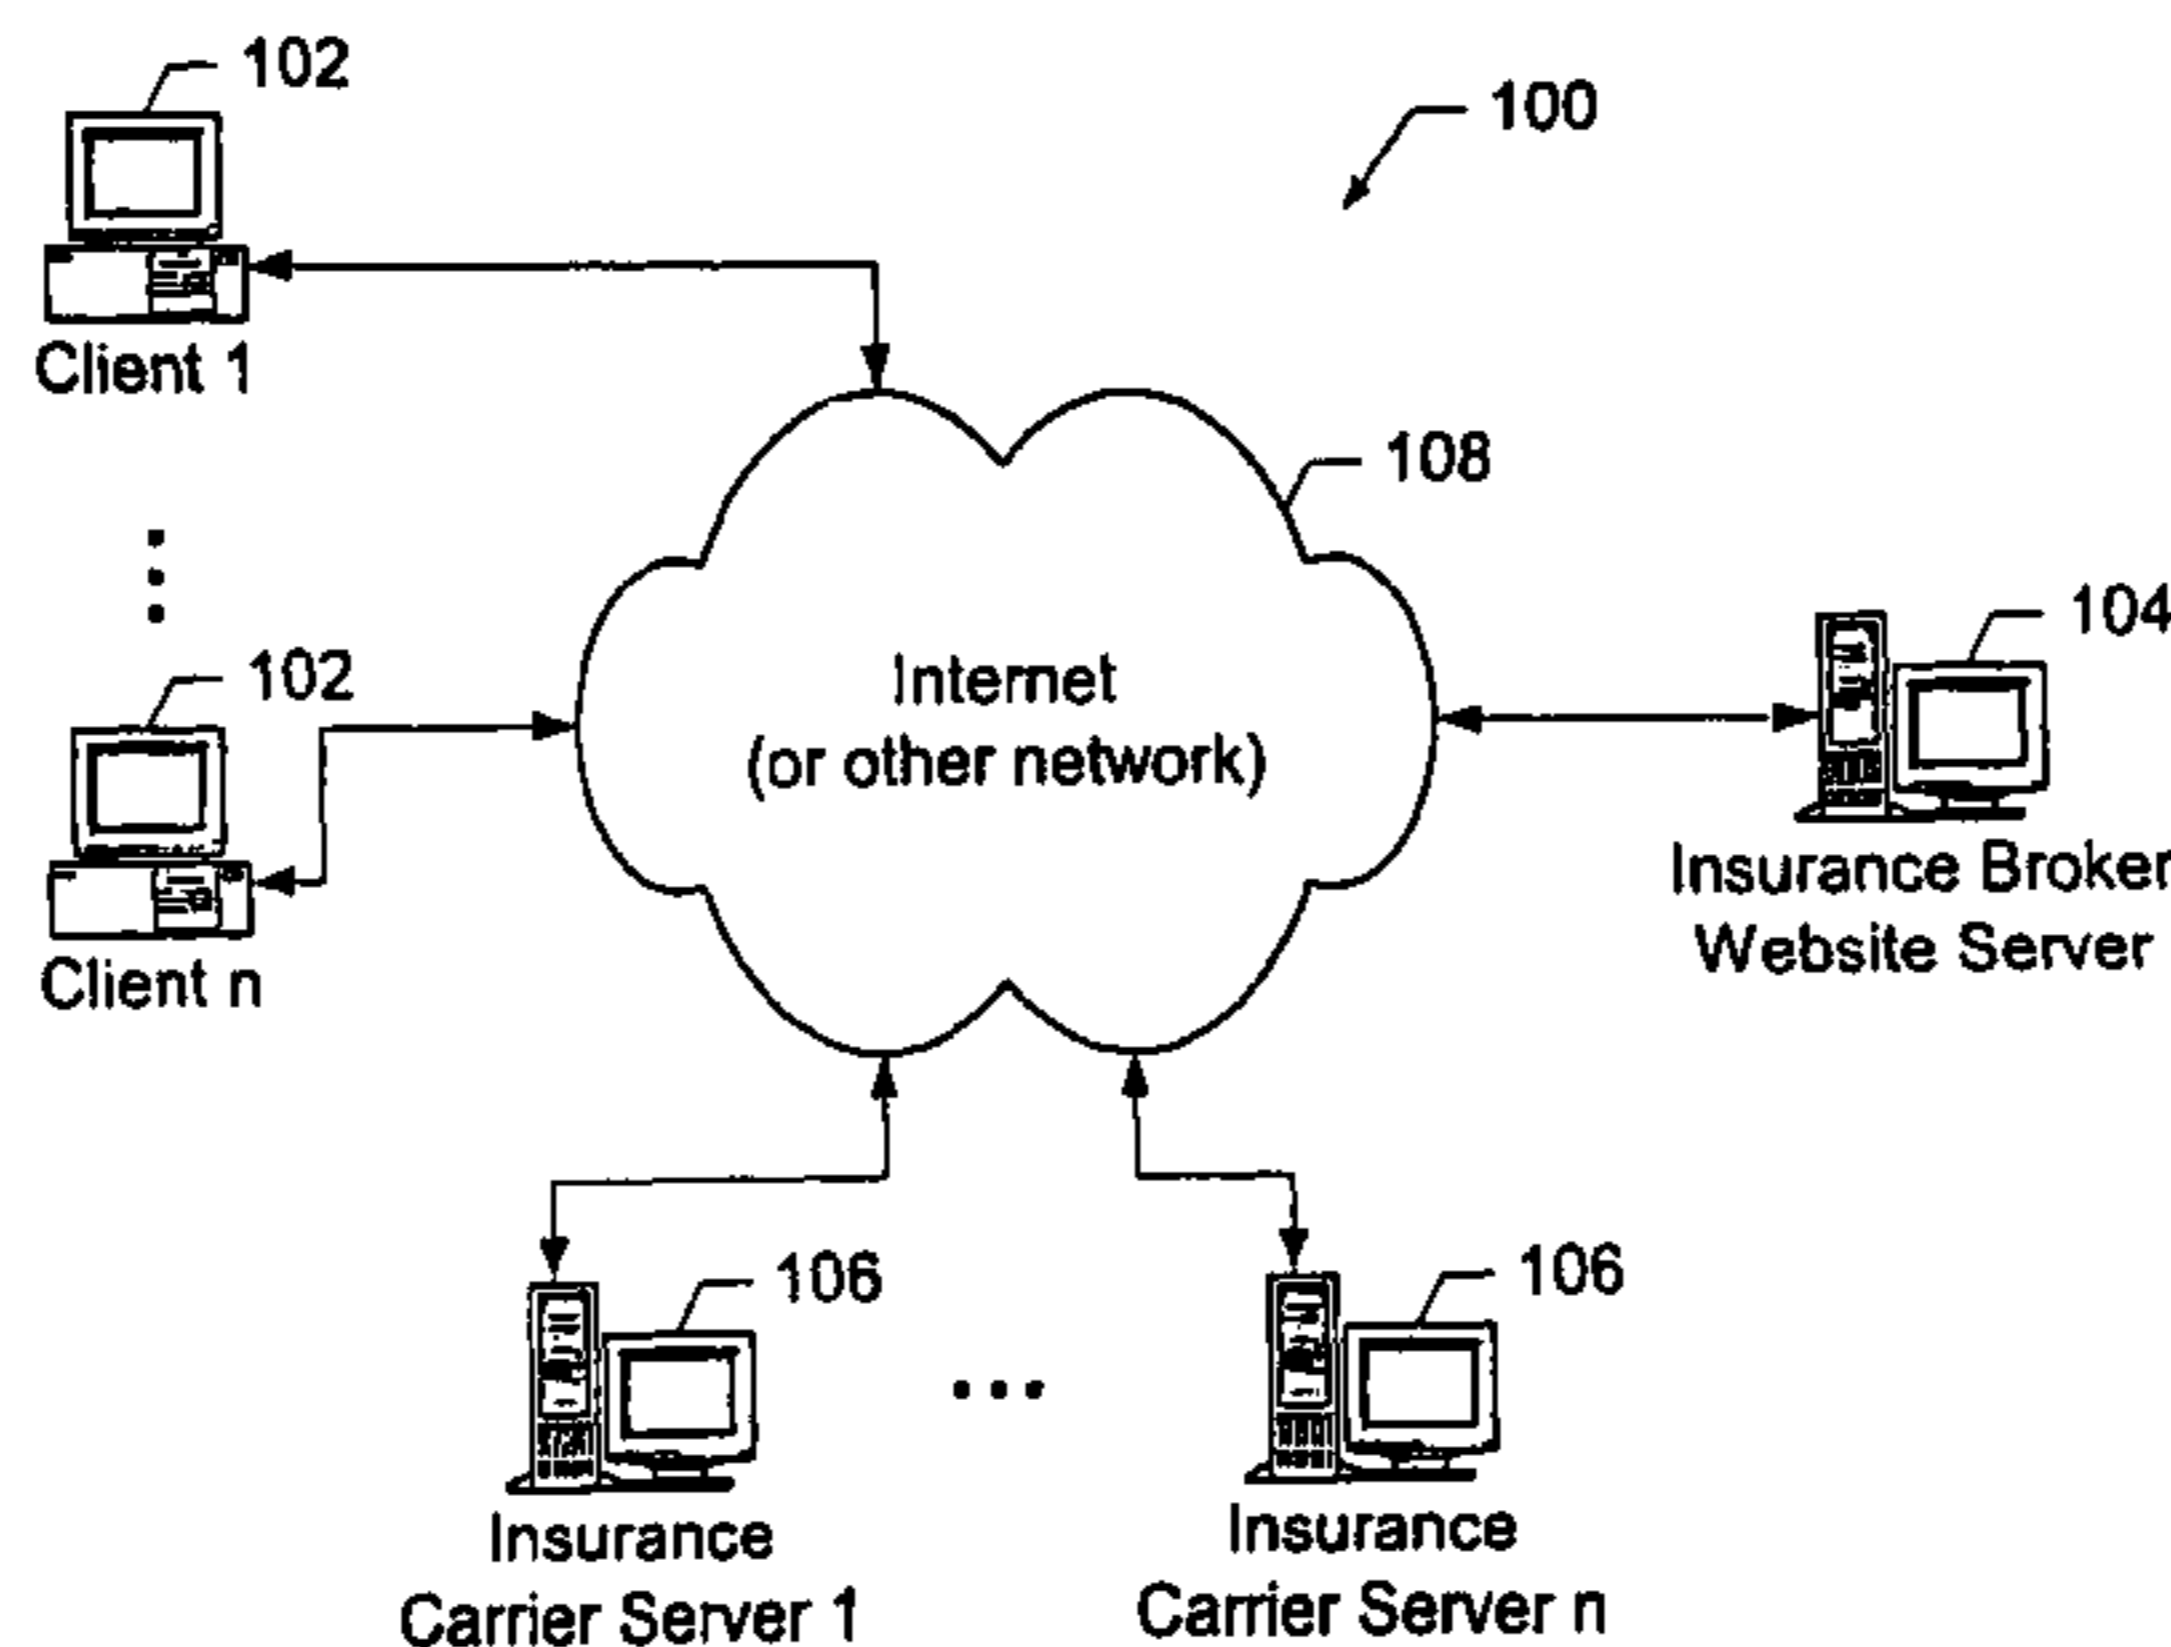 102
100
Client 1
108
102
Client n
Internet
(or other network)
104
Insurance Broker
Website Server
106
Insurance
Carrier Server 1
106
Insurance
Carrier Server n